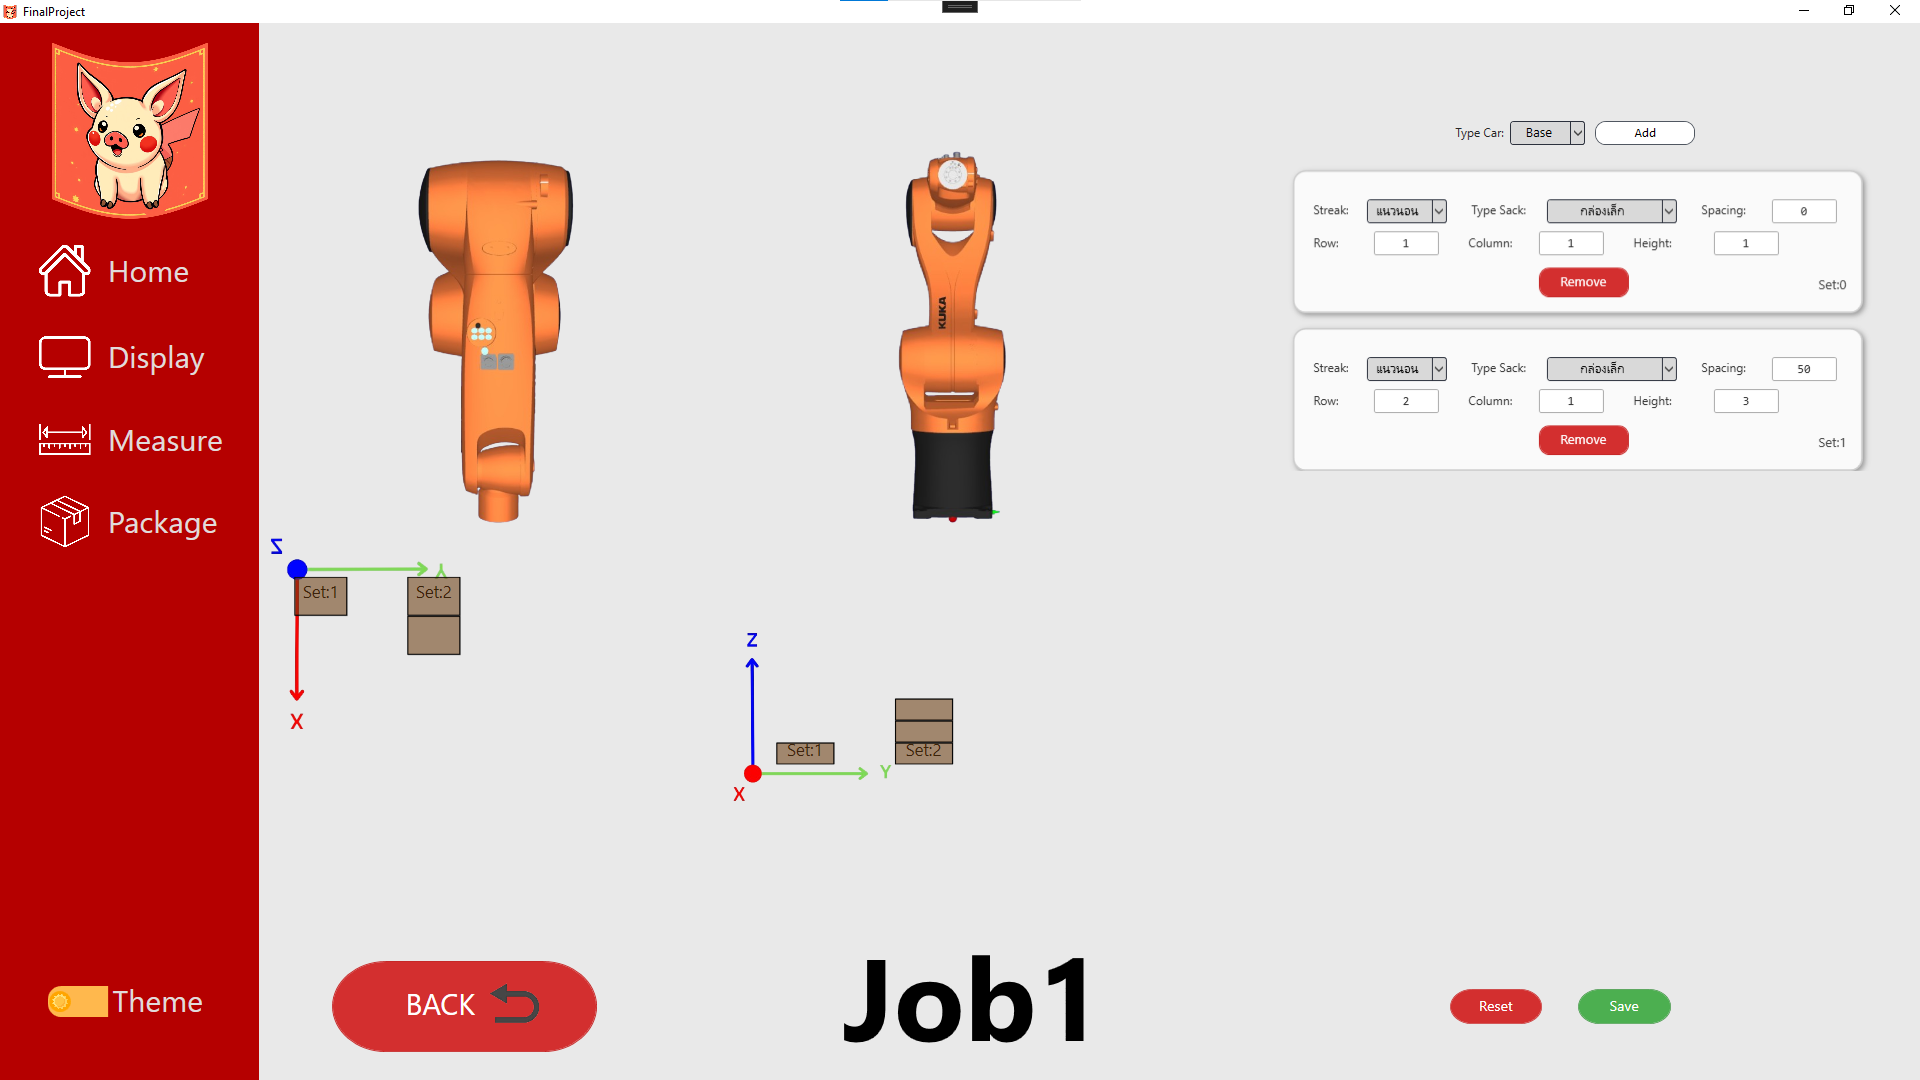 FinalProject
Home
Display
Measure
Package
Theme
Type Car: Base Add
Streak: แนวนอน Type Sack: กล่องเล็ก Spacing: 0
Row: 1 Column: 1 Height: 1
Remove
Set:0
Streak: แนวนอน Type Sack: กล่องเล็ก Spacing: 50
Row: 2 Column: 1 Height: 3
Remove
Set:1
KUKA
Z
Y
Set:1 Set:2
X
Z
Set:1 Set:2
Y
X
BACK
Job1
Reset Save